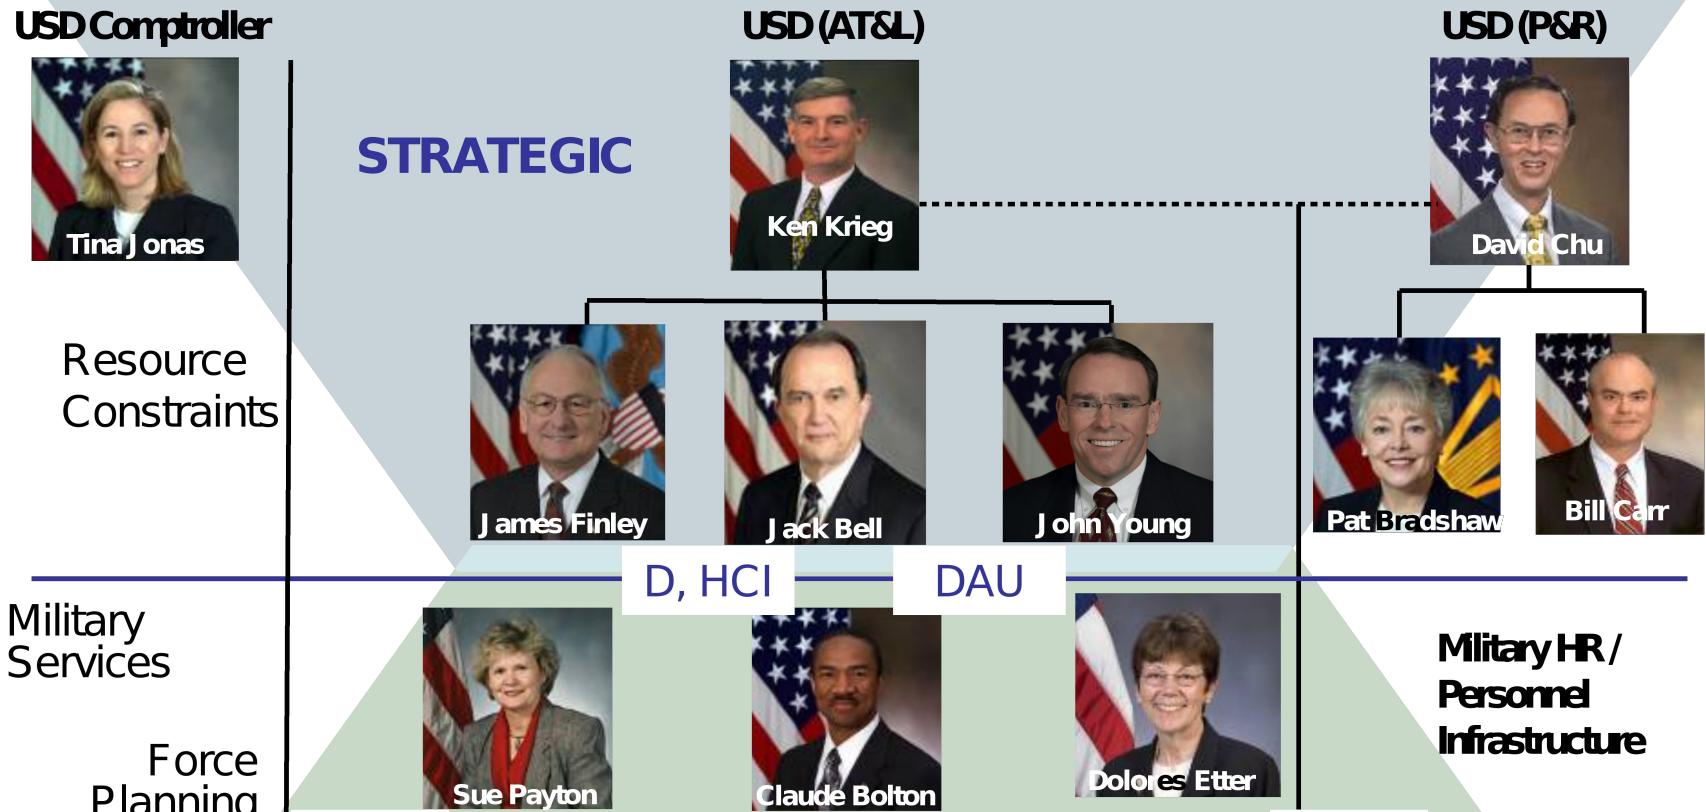 USD Comptroller
USD (AT&L)
USD (P&R)
STRATEGIC
Tina Jonas
Ken Krieg
David Chu
Resource
Constraints
James Finley
Jack Bell
John Young
Pat Bradshaw
Bill Carr
D, HCI
DAU
Military
Services
Military HR /
Personnel
Infrastructure
Force
Planning
Sue Payton
Claude Bolton
Dolores Etter